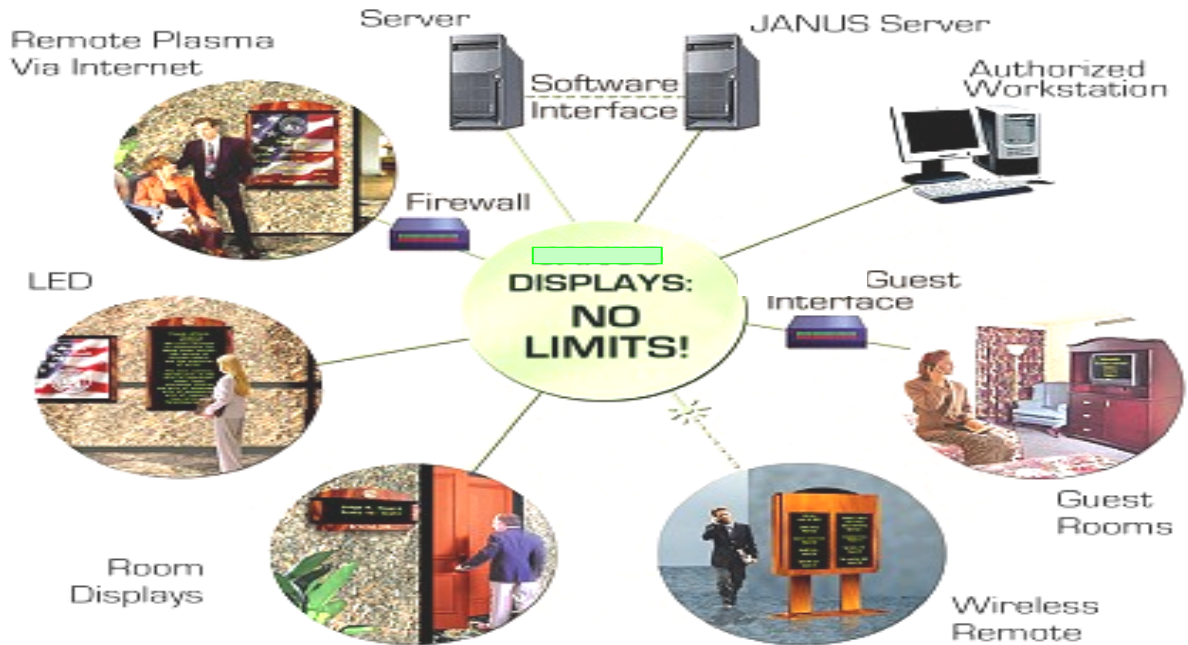 Server
JANUS Server
Remote Plasma
Via Internet
Software
Interface
Authorized
Workstation
Firewall
LED
DISPLAYS:
NO
LIMITS!
Guest
Interface
Guest
Rooms
Room
Displays
Wireless
Remote